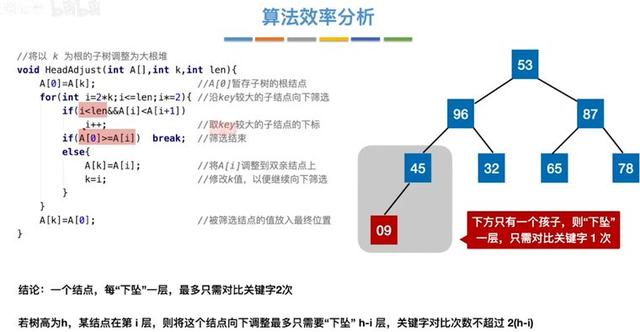 算法效率分析
//将以 k 为根的子树调整为大根堆
void HeadAdjust(int A[],int k,int len){
A[0]=A[k]; //A[0]暂存子树的根结点
for(int i=2*k;i<=len;i*=2){ //沿key较大的子结点向下筛选
if(i<len&&A[i]<A[i+1])
i++; //取key较大的子结点的下标
if(A[0]>=A[i]) break; //筛选结束
else{
A[k]=A[i]; //将A[i]调整到双亲结点上
k=i; //修改k值，以便继续向下筛选
}
}
A[k]=A[0]; //被筛选结点的值放入最终位置
}
53
96
87
45
32
65
78
09
下方只有一个孩子，则“下坠”
一层，只需对比关键字 1 次
结论：一个结点，每“下坠”一层，最多只需对比关键字2次
若树高为h，某结点在第 i 层，则将这个结点向下调整最多只需要“下坠” h-i 层，关键字对比次数不超过 2(h-i)